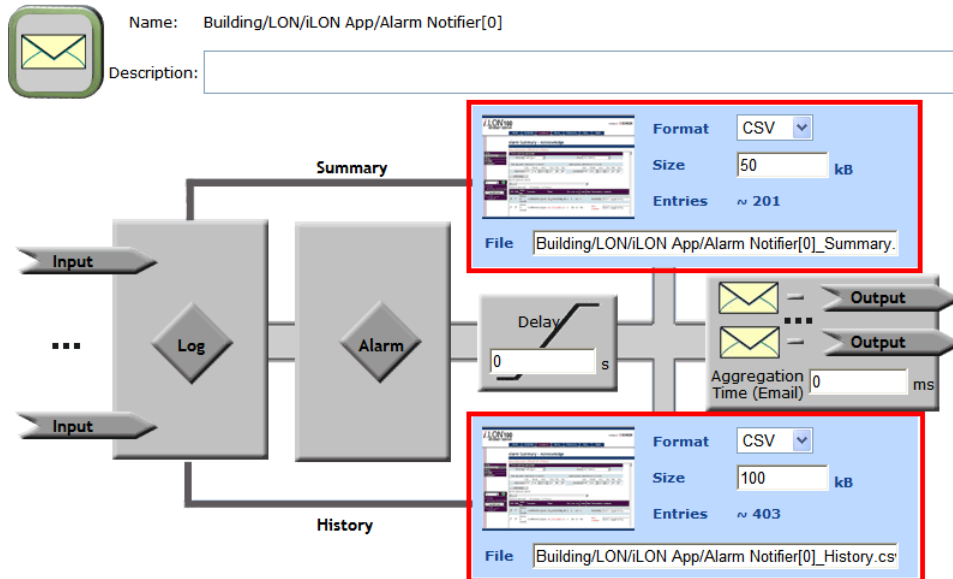 Name: Building/LON/iLON App/Alarm Notifier[0]
Description:
Summary
Format CSV
Size 50 kB
Entries ~ 201
File Building/LON/iLON App/Alarm Notifier[0]_Summary.
Input
Log
Alarm
Delay
0 s
Output
...
Output
Aggregation
Time (Email) 0 ms
...
Input
History
Format CSV
Size 100 kB
Entries ~ 403
File Building/LON/iLON App/Alarm Notifier[0]_History.cs